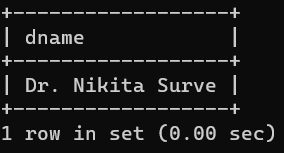 +-----------------+
| dname           |
+-----------------+
| Dr. Nikita Surve |
+-----------------+
1 row in set (0.00 sec)